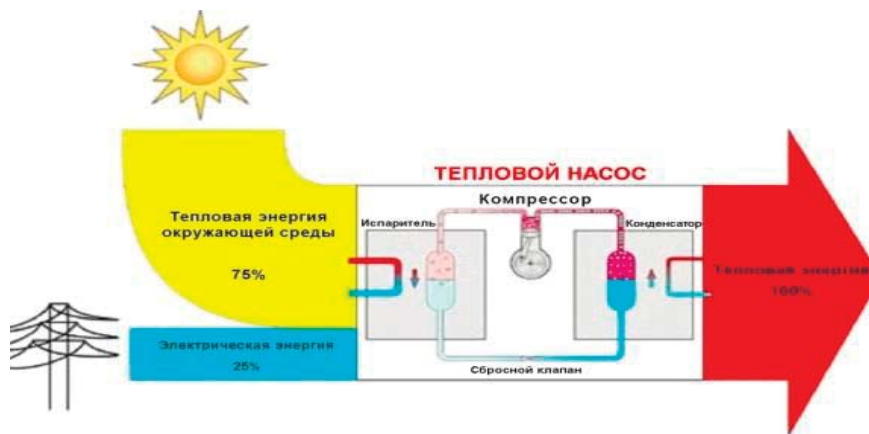 ТЕПЛОВОЙ НАСОС
Компрессор
Испаритель
Конденсатор
Тепловая энергия
окружающей среды
75%
Тепловая энергия
100%
Электрическая энергия
25%
Сбросной клапан